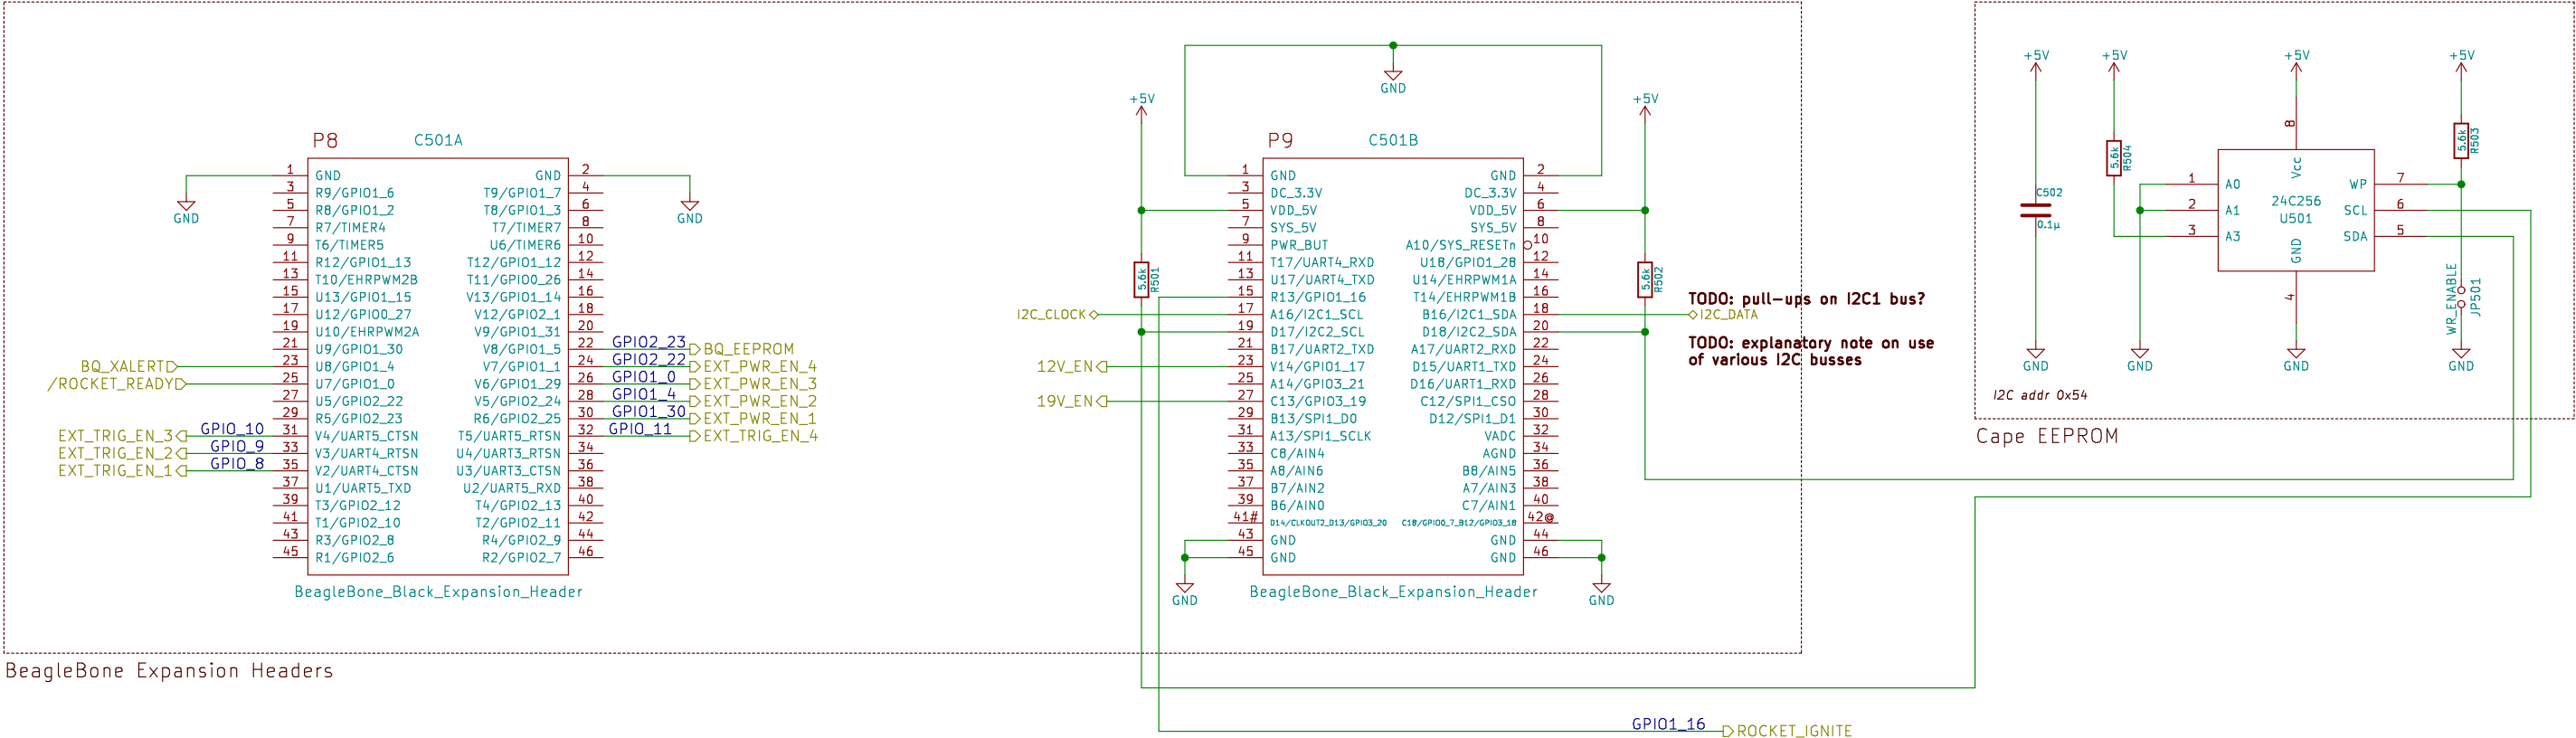 P8
C501A
1 GND GND 2
3 R9/GPIO1_6 T9/GPIO1_7 4
5 R8/GPIO1_2 T8/GPIO1_3 6
7 R7/TIMER4 T7/TIMER7 8
9 T6/TIMER5 U6/TIMER6 10
11 R12/GPIO1_13 T12/GPIO1_12 12
13 T10/EHRPWM2B T11/GPIO0_26 14
15 U13/GPIO1_15 V13/GPIO1_14 16
17 U12/GPIO0_27 V12/GPIO2_1 18
19 U10/EHRPWM2A V9/GPIO1_31 20
21 U9/GPIO1_30 V8/GPIO1_5 22 GPIO2_23 BQ_EEPROM
BQ_XALERT 23 U8/GPIO1_4 V7/GPIO1_1 24 GPIO2_22 EXT_PWR_EN_4
/ROCKET_READY 25 U7/GPIO1_0 V6/GPIO1_29 26 GPIO1_0 EXT_PWR_EN_3
27 U5/GPIO2_22 V5/GPIO2_24 28 GPIO1_4 EXT_PWR_EN_2
29 R5/GPIO2_23 R6/GPIO2_25 30 GPIO1_30 EXT_PWR_EN_1
EXT_TRIG_EN_3 GPIO_10 31 V4/UART5_CTSN T5/UART5_RTSN 32 GPIO_11 EXT_TRIG_EN_4
EXT_TRIG_EN_2 GPIO_9 33 V3/UART4_RTSN U4/UART3_RTSN 34
EXT_TRIG_EN_1 GPIO_8 35 V2/UART4_CTSN U3/UART3_CTSN 36
37 U1/UART5_TXD U2/UART5_RXD 38
39 T3/GPIO2_12 T4/GPIO2_13 40
41 T1/GPIO2_10 T2/GPIO2_11 42
43 R3/GPIO2_8 R4/GPIO2_9 44
45 R1/GPIO2_6 R2/GPIO2_7 46
GND
GND
BeagleBone_Black_Expansion_Header
BeagleBone Expansion Headers
GND
+5V
+5V
P9
C501B
1 GND GND 2
3 DC_3.3V DC_3.3V 4
5 VDD_5V VDD_5V 6
7 SYS_5V SYS_5V 8
9 PWR_BUT A10/SYS_RESETn 10
11 T17/UART4_RXD U18/GPIO1_28 12
13 U17/UART4_TXD U14/EHRPWM1A 14
15 R13/GPIO1_16 T14/EHRPWM1B 16
I2C_CLOCK 17 A16/I2C1_SCL B16/I2C1_SDA 18 I2C_DATA
19 D17/I2C2_SCL D18/I2C2_SDA 20
21 B17/UART2_TXD A17/UART2_RXD 22
12V_EN 23 V14/GPIO1_17 D15/UART1_TXD 24
25 A14/GPIO3_21 D16/UART1_RXD 26
19V_EN 27 C13/GPIO3_19 C12/SPI1_CSO 28
29 B13/SPI1_D0 D12/SPI1_D1 30
31 A13/SPI1_SCLK VADC 32
33 C8/AIN4 AGND 34
35 A8/AIN6 B8/AIN5 36
37 B7/AIN2 A7/AIN3 38
39 B6/AIN0 C7/AIN1 40
41# D14/CLKOUT2_D13/GPIO3_20 C18/GPIO0_7_B12/GPIO3_18 42@
43 GND GND 44
45 GND GND 46
5.6k
R501
5.6k
R502
GND
GND
BeagleBone_Black_Expansion_Header
TODO: pull-ups on I2C1 bus?
TODO: explanatory note on use
of various I2C busses
GPIO1_16
ROCKET_IGNITE
+5V
+5V
+5V
+5V
5.6k
R504
5.6k
R503
C502
0.1µ
8
Vcc
1 A0 WP 7
24C256
2 A1 SCL 6
U501
3 A3 SDA 5
GND
4
WR_ENABLE
JP501
GND
GND
GND
GND
I2C addr 0x54
Cape EEPROM